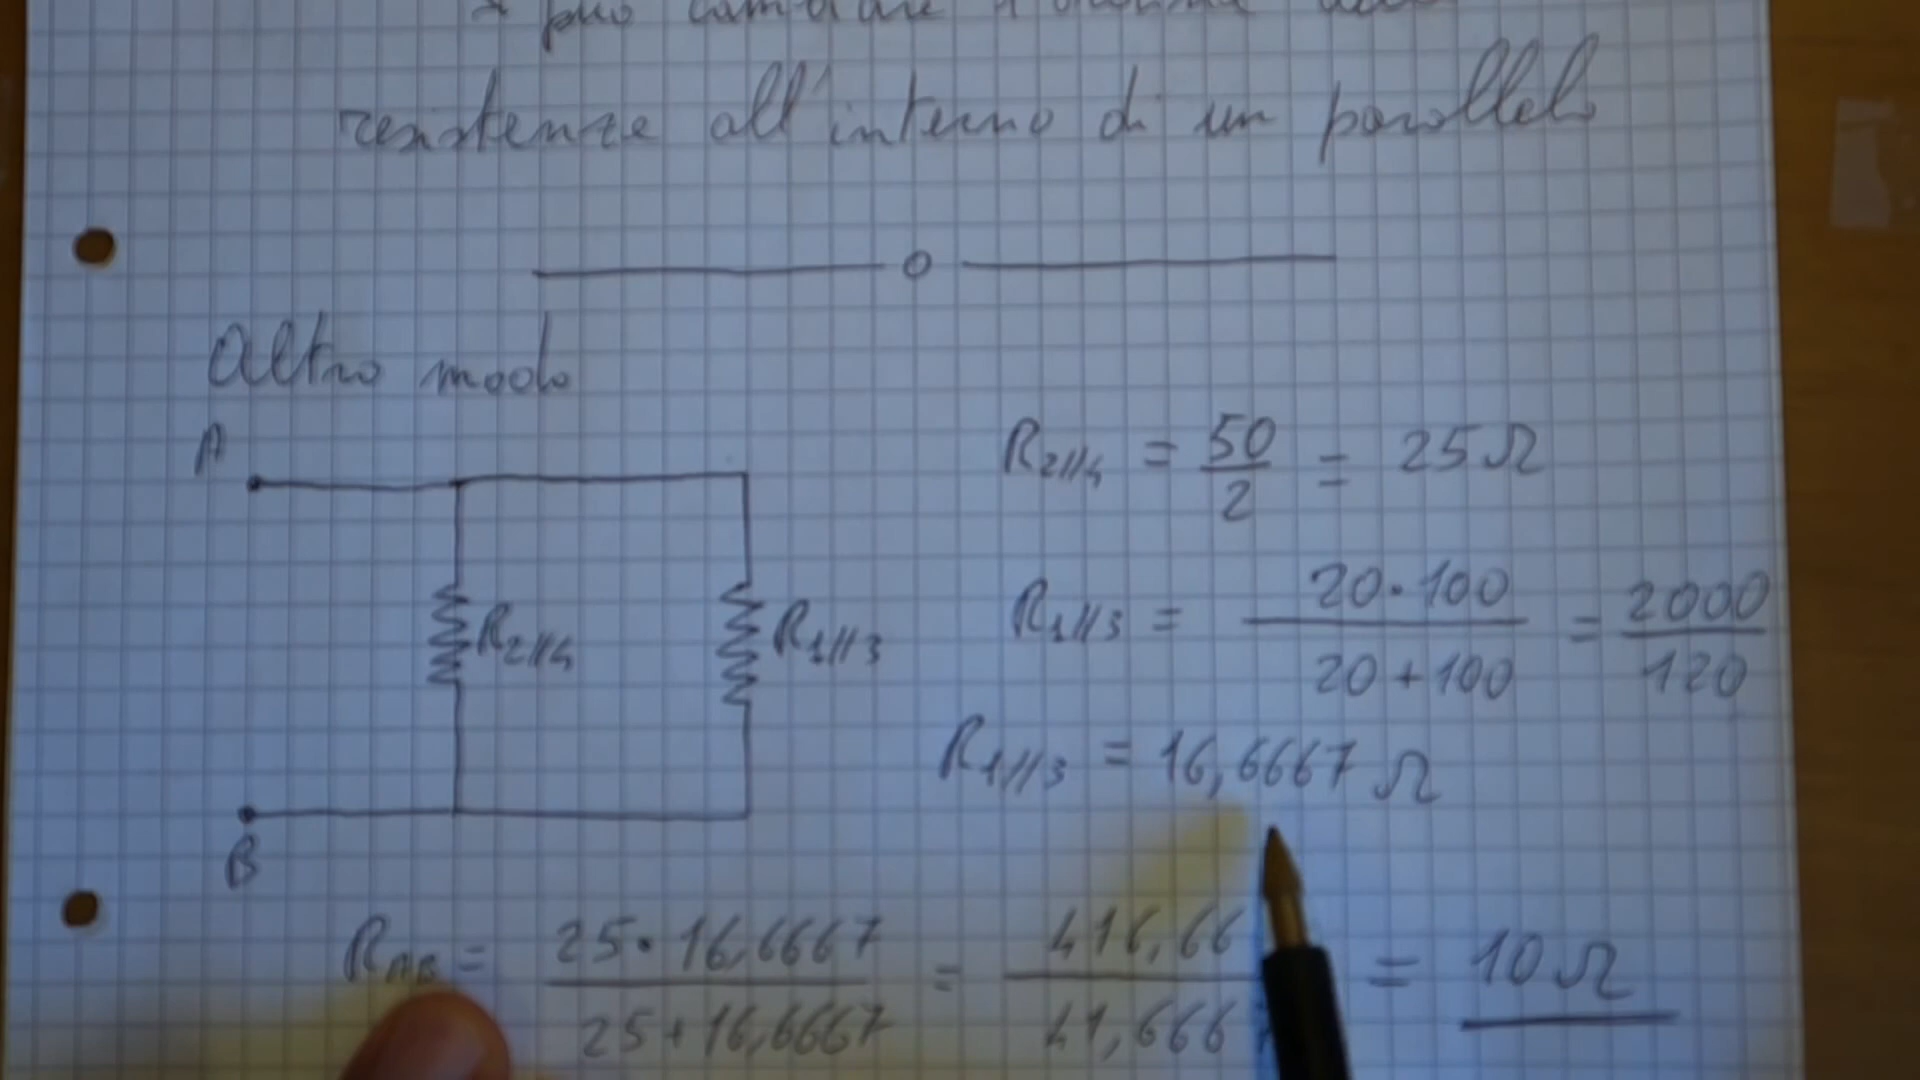 può cambiare
resistenze all'interno di un parallelo
Altro modo
A
R2//4 = 50/2 = 25 Ω
R2//4
R1//3
R1//3 = 20·100/20+100 = 2000/120
R1//3 = 16,6667 Ω
B
RAB = 25·16,6667/25+16,6667 = 416,66/41,666 = 10 Ω